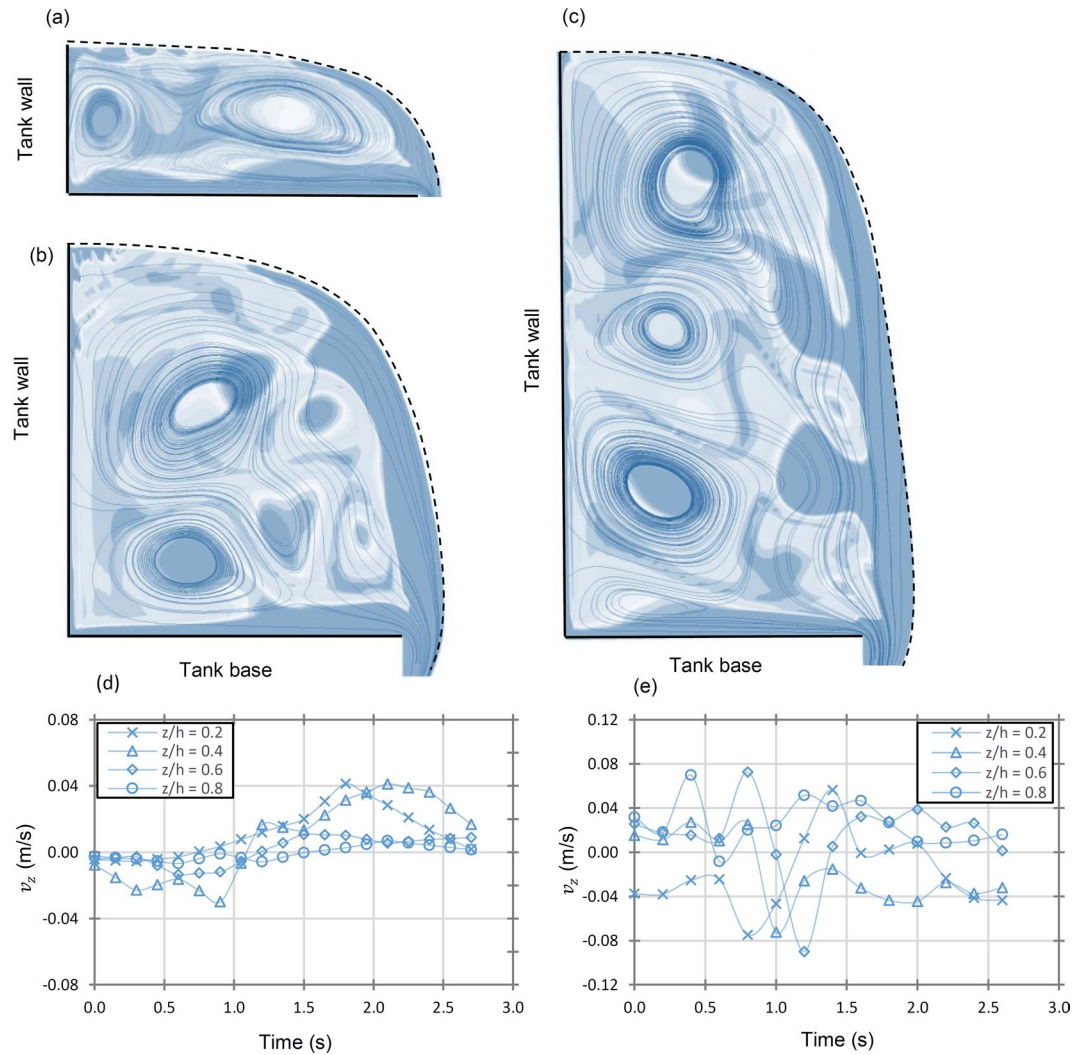 (a)
Tank wall
(b)
Tank wall
Tank base
(c)
Tank wall
Tank base
(d)
0.08
0.04
0.00
-0.04
-0.08
v_z (m/s)
z/h = 0.2
z/h = 0.4
z/h = 0.6
z/h = 0.8
0.0 0.5 1.0 1.5 2.0 2.5 3.0
Time (s)
(e)
0.12
0.08
0.04
0.00
-0.04
-0.08
-0.12
v_z (m/s)
z/h = 0.2
z/h = 0.4
z/h = 0.6
z/h = 0.8
0.0 0.5 1.0 1.5 2.0 2.5 3.0
Time (s)